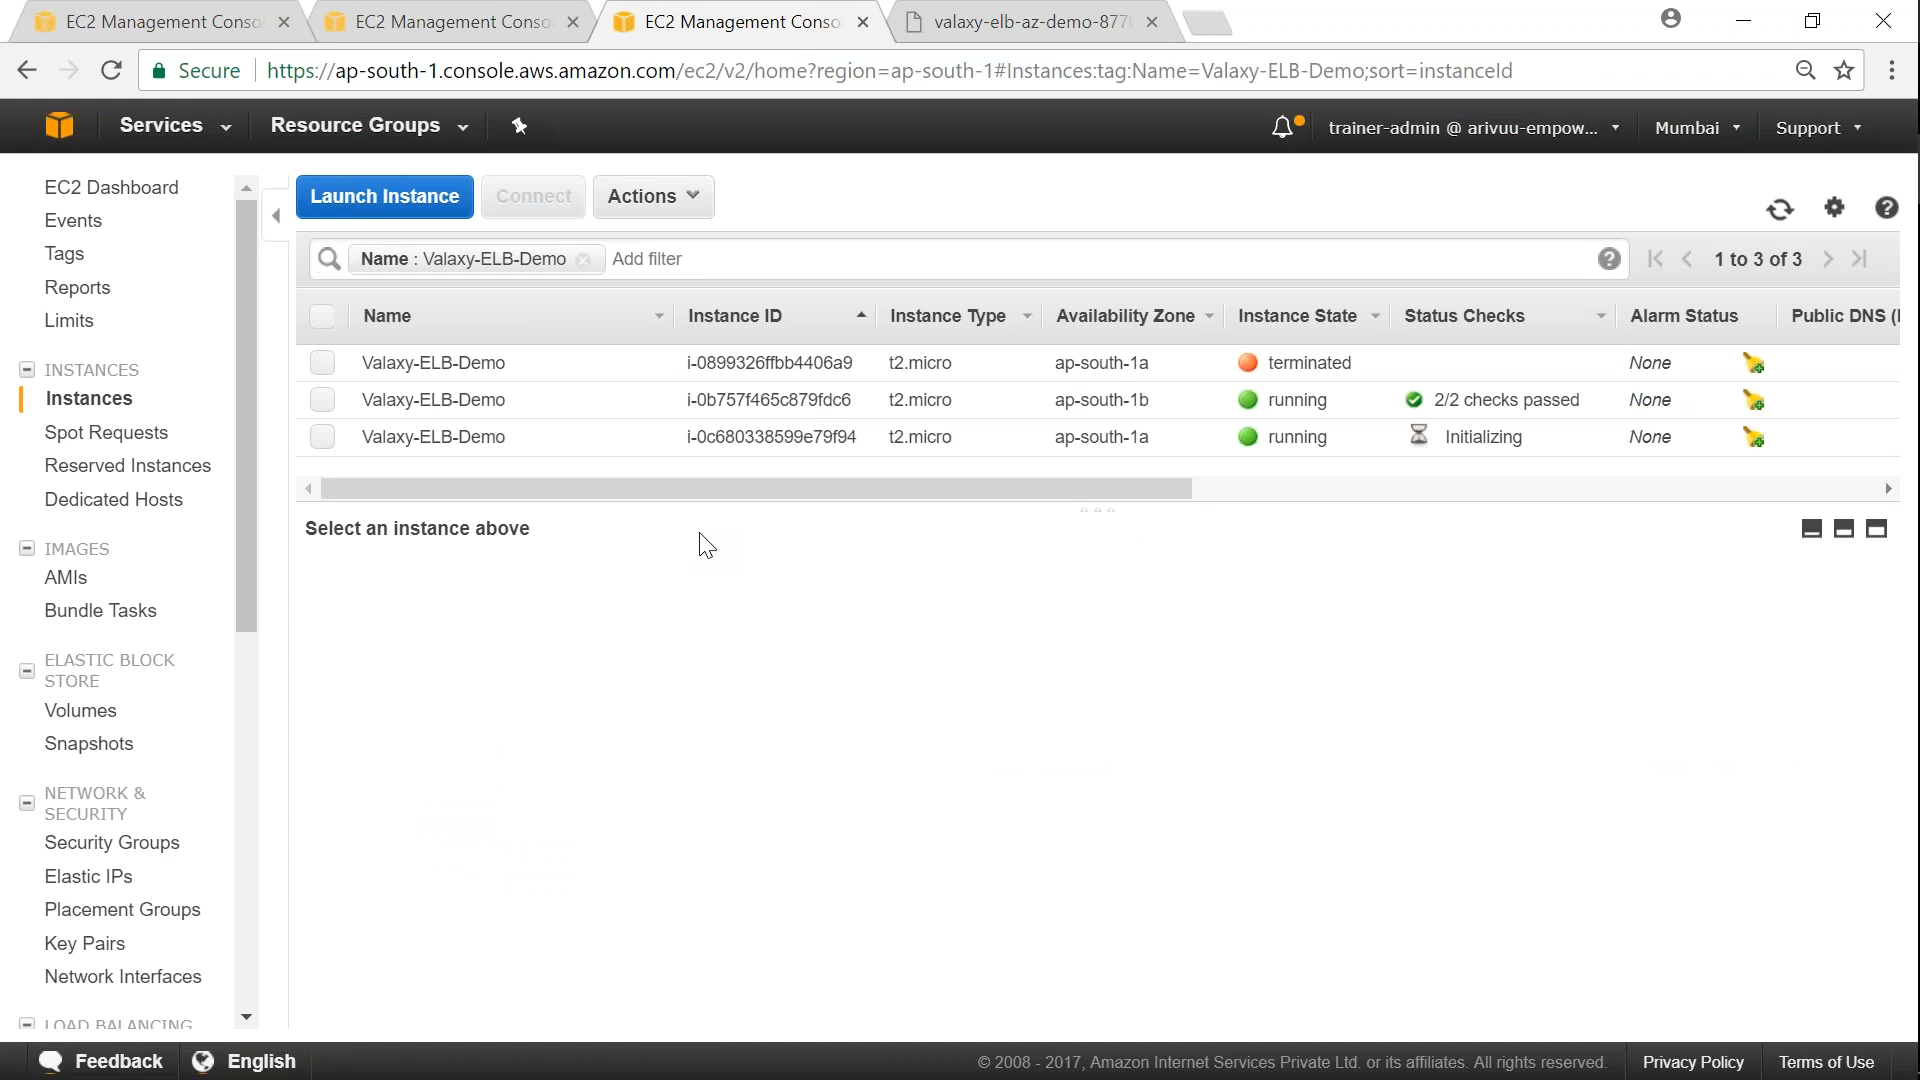 EC2 Management Conso
EC2 Management Conso
EC2 Management Conso
valaxy-elb-az-demo-877
Secure
https://ap-south-1.console.aws.amazon.com/ec2/v2/home?region=ap-south-1#Instances:tag:Name=Valaxy-ELB-Demo;sort=instanceId
Services
Resource Groups
trainer-admin @ arivuu-empow...
Mumbai
Support
EC2 Dashboard
Events
Tags
Reports
Limits
INSTANCES
Instances
Spot Requests
Reserved Instances
Dedicated Hosts
IMAGES
AMIs
Bundle Tasks
ELASTIC BLOCK
STORE
Volumes
Snapshots
NETWORK &
SECURITY
Security Groups
Elastic IPs
Placement Groups
Key Pairs
Network Interfaces
LOAD BALANCING
Launch Instance
Connect
Actions
Name : Valaxy-ELB-Demo
Add filter
1 to 3 of 3
Name Instance ID Instance Type Availability Zone Instance State Status Checks Alarm Status Public DNS (
Valaxy-ELB-Demo i-0899326ffbb4406a9 t2.micro ap-south-1a terminated None
Valaxy-ELB-Demo i-0b757f465c879fdc6 t2.micro ap-south-1b running 2/2 checks passed None
Valaxy-ELB-Demo i-0c680338599e79f94 t2.micro ap-south-1a running Initializing None
Select an instance above
Feedback
English
© 2008 - 2017, Amazon Internet Services Private Ltd. or its affiliates. All rights reserved.
Privacy Policy
Terms of Use